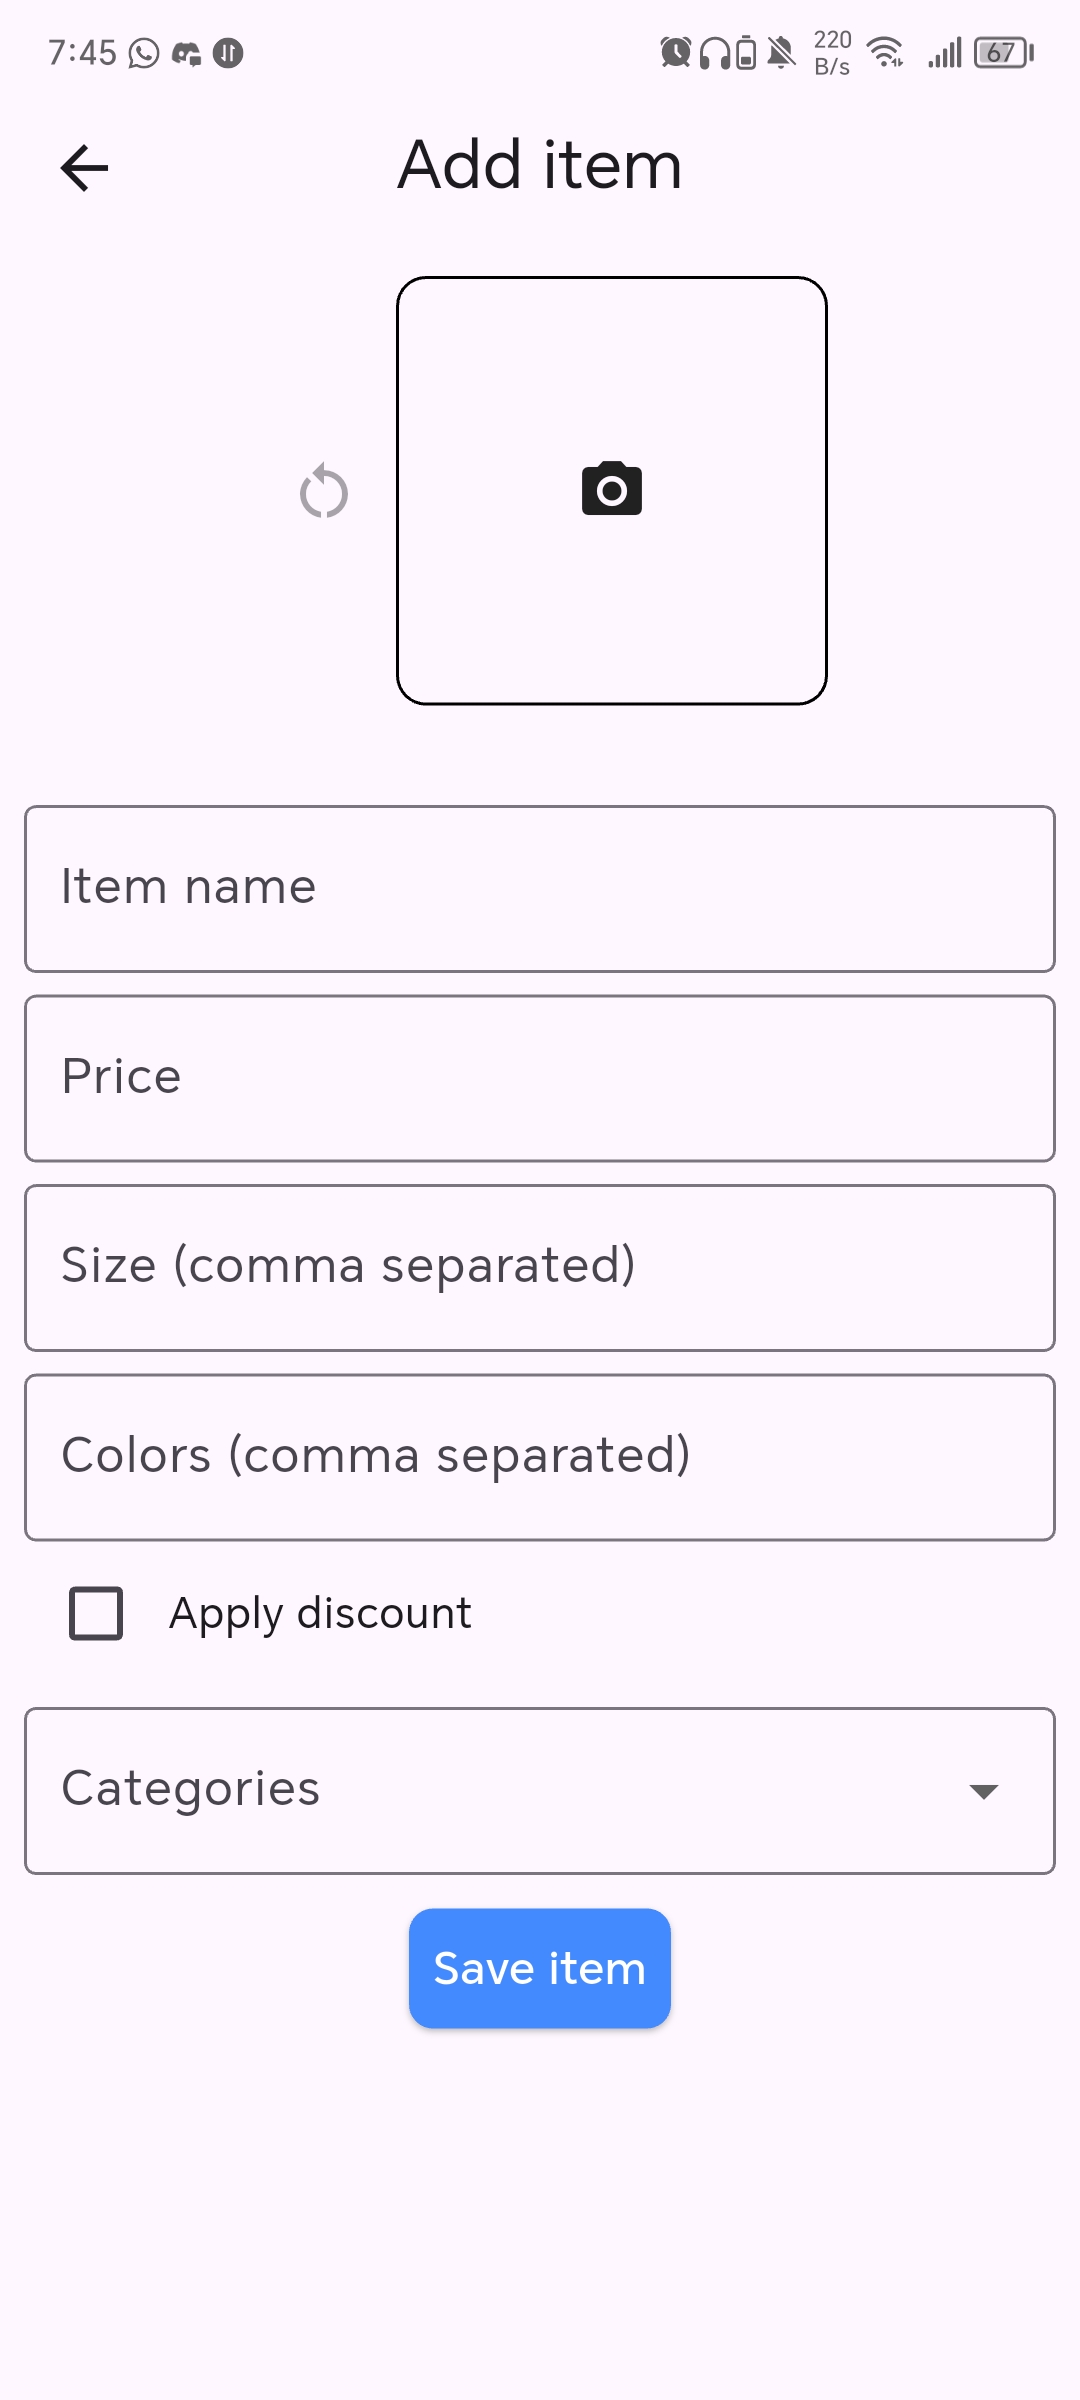 7:45 220 B/s 67
Add item
Item name
Price
Size (comma separated)
Colors (comma separated)
Apply discount
Categories
Save item